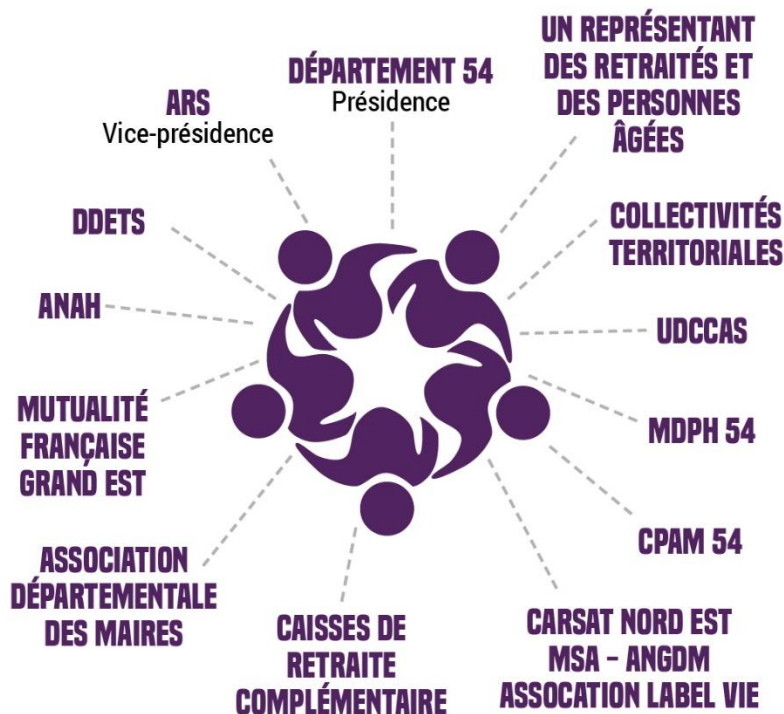 DÉPARTEMENT 54
Présidence
UN REPRÉSENTANT
DES RETRAITÉS ET
DES PERSONNES
ÂGÉES
COLLECTIVITÉS
TERRITORIALES
UDCCAS
MDPH 54
CPAM 54
CARSAT NORD EST
MSA – ANGDM
ASSOCATION LABEL VIE
CAISSES DE
RETRAITE
COMPLÉMENTAIRE
ASSOCIATION
DÉPARTEMENTALE
DES MAIRES
MUTUALITÉ
FRANÇAISE
GRAND EST
ANAH
DDETS
ARS
Vice-présidence